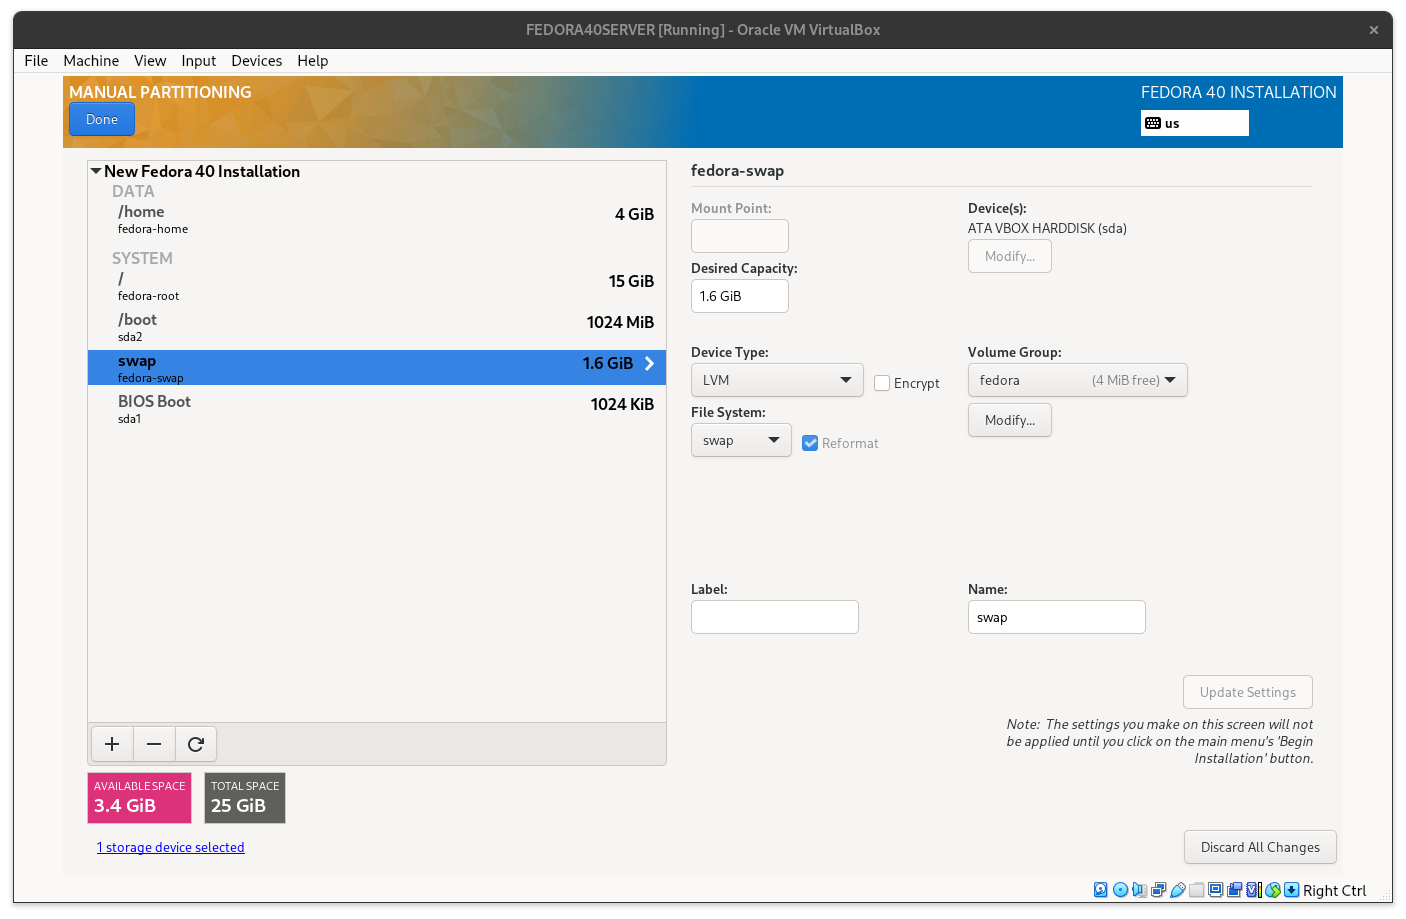 FEDORA40SERVER [Running] - Oracle VM VirtualBox
File Machine View Input Devices Help
MANUAL PARTITIONING
Done
FEDORA 40 INSTALLATION
us
New Fedora 40 Installation
DATA
/home
4 GiB
fedora-home
SYSTEM
/
15 GiB
fedora-root
/boot
1024 MiB
sda2
swap
1.6 GiB
fedora-swap
BIOS Boot
1024 KiB
sda1
AVAILABLE SPACE
3.4 GiB
TOTAL SPACE
25 GiB
1 storage device selected
fedora-swap
Mount Point:
Desired Capacity:
1.6 GiB
Device(s):
ATA VBOX HARDDISK (sda)
Modify...
Device Type:
LVM
Encrypt
Volume Group:
fedora (4 MiB free)
Modify...
File System:
swap
Reformat
Label:
Name:
swap
Update Settings
Note: The settings you make on this screen will not
be applied until you click on the main menu's 'Begin
Installation' button.
Discard All Changes
Right Ctrl